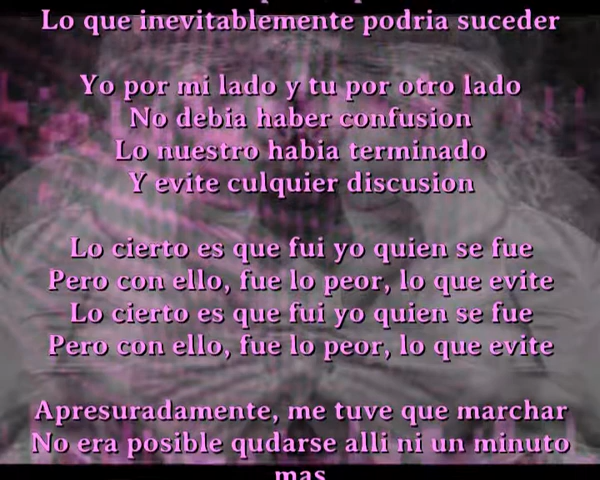 Lo que inevitablemente podria suceder
Yo por mi lado y tu por otro lado
No debia haber confusion
Lo nuestro habia terminado
Y evite culquier discusion
Lo cierto es que fui yo quien se fue
Pero con ello, fue lo peor, lo que evite
Lo cierto es que fui yo quien se fue
Pero con ello, fue lo peor, lo que evite
Apresuradamente, me tuve que marchar
No era posible qudarse alli ni un minuto
mas